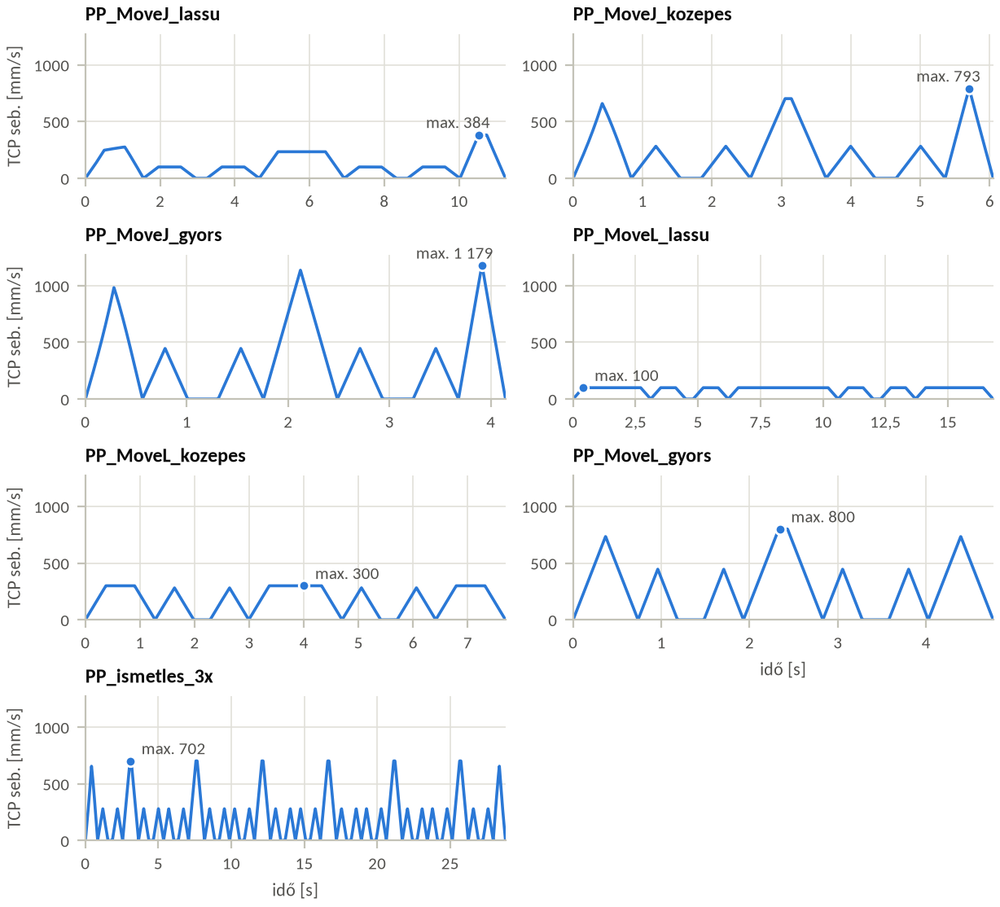 PP_MoveJ_lassu
TCP seb. [mm/s]
1000
500
0
max. 384
0 2 4 6 8 10
PP_MoveJ_kozepes
1000
500
0
max. 793
0 1 2 3 4 5 6
PP_MoveJ_gyors
TCP seb. [mm/s]
1000
500
0
max. 1 179
0 1 2 3 4
PP_MoveL_lassu
1000
500
0
max. 100
0 2,5 5 7,5 10 12,5 15
PP_MoveL_kozepes
TCP seb. [mm/s]
1000
500
0
max. 300
0 1 2 3 4 5 6 7
PP_MoveL_gyors
1000
500
0
max. 800
0 1 2 3 4
idő [s]
PP_ismetles_3x
TCP seb. [mm/s]
1000
500
0
max. 702
0 5 10 15 20 25
idő [s]